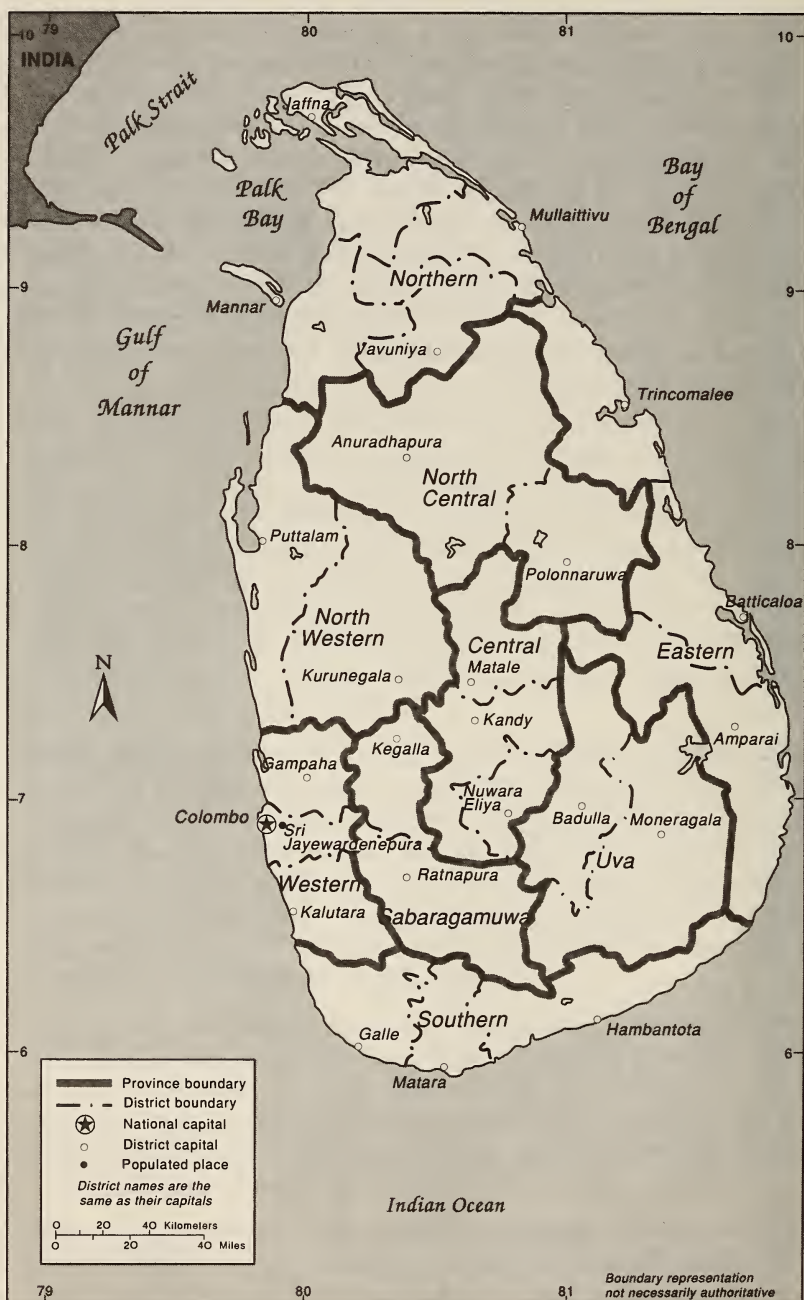 79
80
81
10
10
INDIA
Palk Strait
Jaffna
Palk
Bay
Bay
of
Bengal
Mullaittivu
Northern
9
9
Mannar
Gulf
of
Mannar
Vavuniya
Trincomalee
Anuradhapura
North
Central
8
8
Puttalam
Polonnaruwa
Batticaloa
North
Western
Central
Eastern
Matale
Kurunegala
N
Kandy
Amparai
Kegalla
Gampaha
7
7
Nuwara
Eliya
Badulla
Moneragala
Colombo
Sri
Jayewardenepura
Uva
Western
Ratnapura
Kalutara
Sabaragamuwa
Southern
Galle
Hambantota
6
6
Matara
Province boundary
District boundary
National capital
District capital
Populated place
District names are the
same as their capitals
0 20 40 Kilometers
0 20 40 Miles
Indian Ocean
Boundary representation
not necessarily authoritative
79
80
81